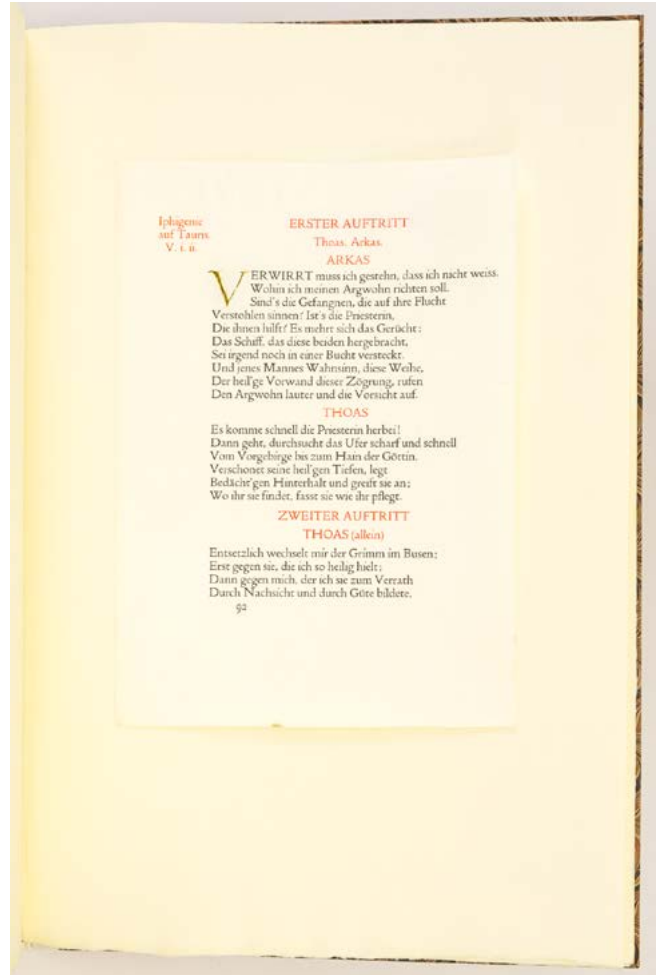 Iphigenie
auf Tauris
V. i. ii.
ERSTER AUFTRITT
Thoas. Arkas.
ARKAS
VERWIRRT muss ich gestehn, dass ich nicht weiss,
Wohin ich meinen Argwohn richten soll.
Sind's die Gefangnen, die auf ihre Flucht
Verstohlen sinnen? Ist's die Priesterin,
Die ihnen hilft? Es mehrt sich das Gerücht:
Das Schiff, das diese beiden hergebracht,
Sei irgend noch in einer Bucht versteckt.
Und jenes Mannes Wahnsinn, diese Weihe,
Der heil'ge Vorwand dieser Zögrung, rufen
Den Argwohn lauter und die Vorsicht auf.
THOAS
Es komme schnell die Priesterin herbei!
Dann geht, durchsucht das Ufer scharf und schnell
Vom Vorgebirge bis zum Hain der Göttin.
Verschonet seine heil'gen Tiefen, legt
Bedächt'gen Hinterhalt und greift sie an;
Wo ihr sie findet, fasst sie wie ihr pflegt.
ZWEITER AUFTRITT
THOAS (allein)
Entsetzlich wechselt mir der Grimm im Busen;
Erst gegen sie, die ich so heilig hielt;
Dann gegen mich, der ich sie zum Verrath
Durch Nachsicht und durch Güte bildete.
92